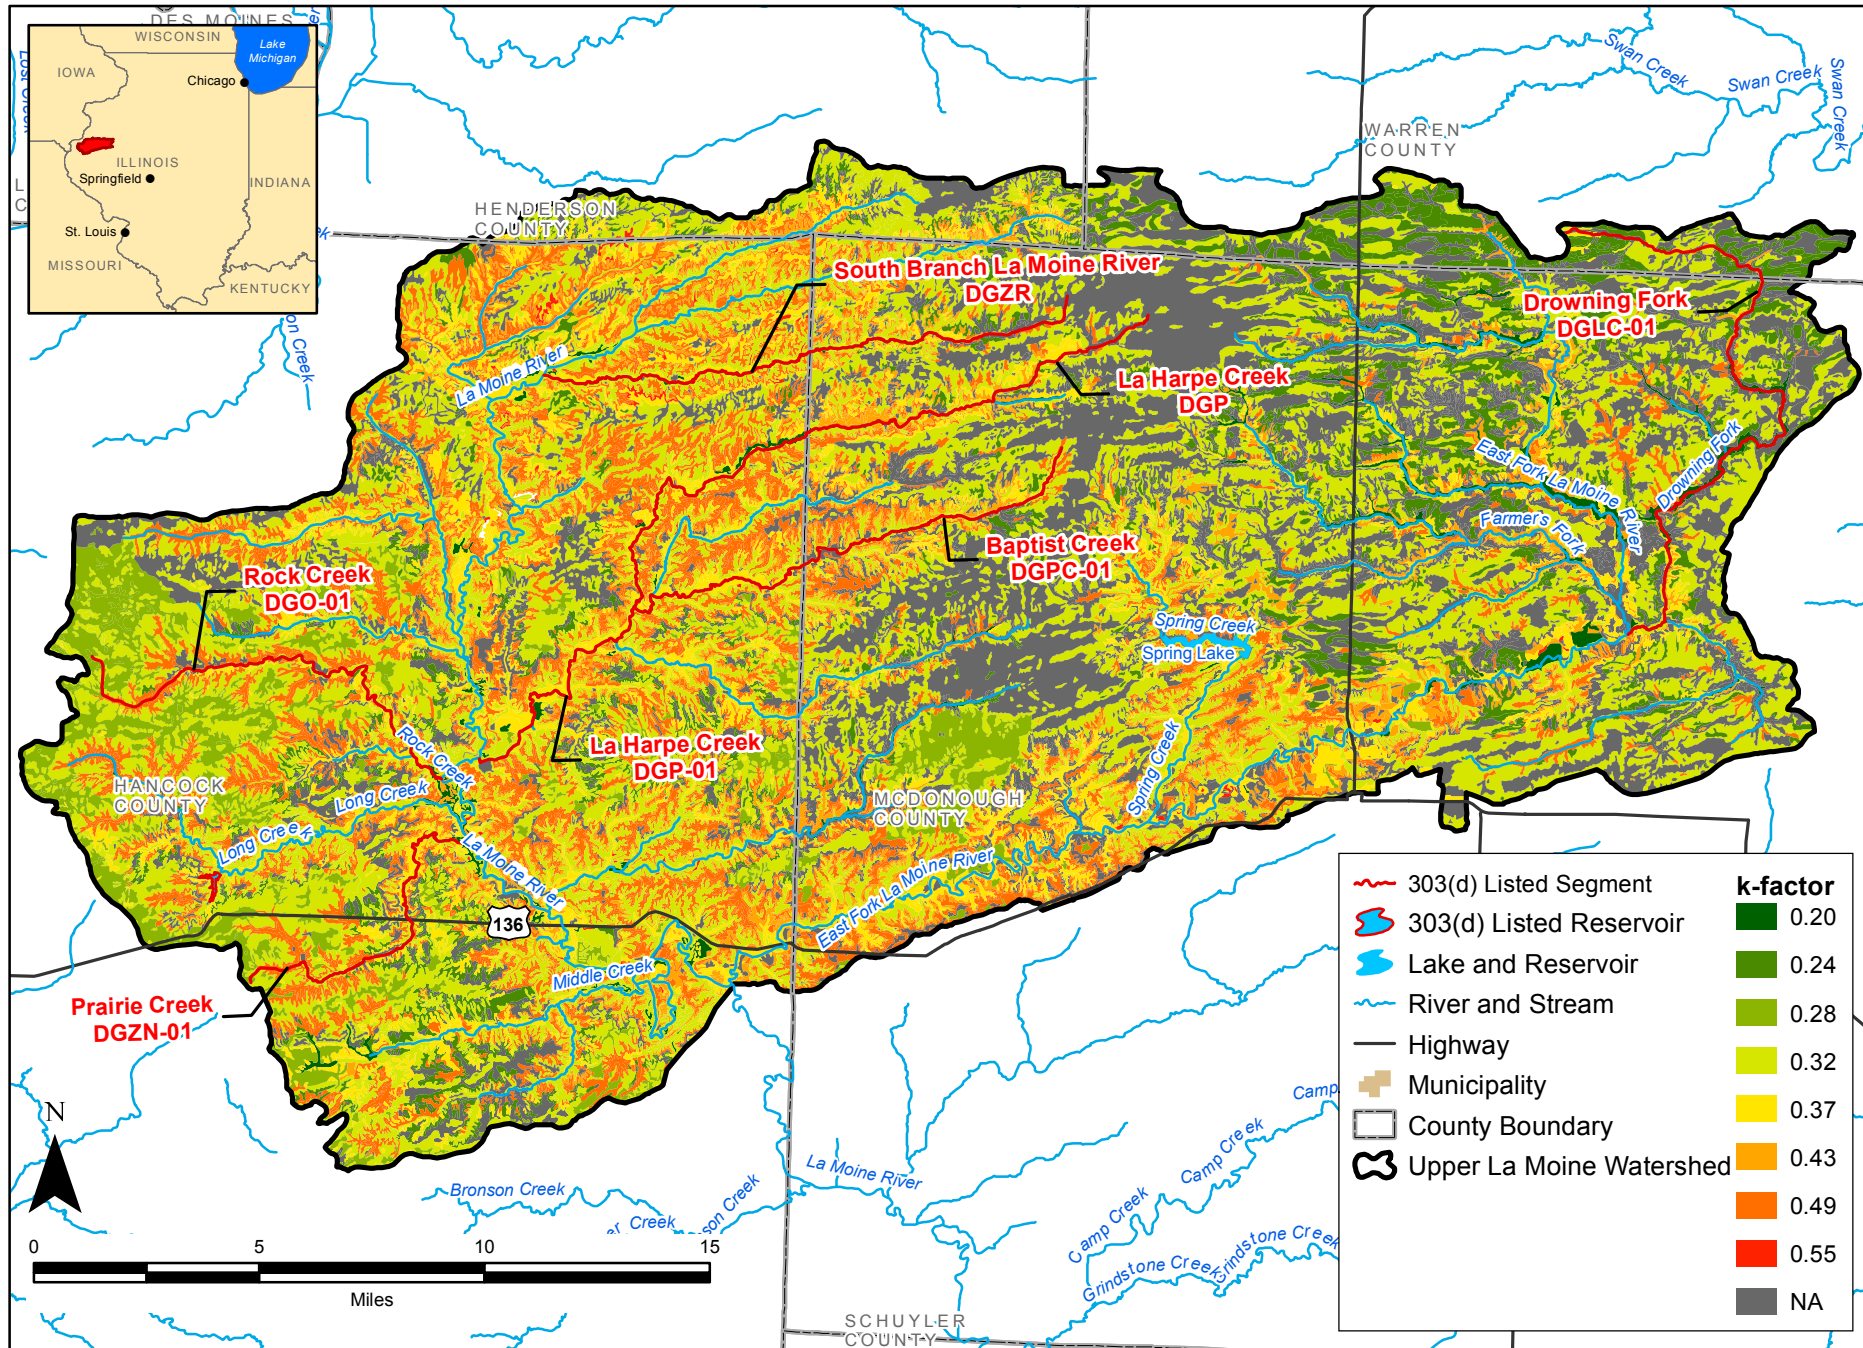 DES MOINES
WISCONSIN
Lake
Michigan
IOWA
Chicago
ILLINOIS
Springfield
INDIANA
St. Louis
MISSOURI
KENTUCKY
L
C
on Creek
Swan Creek
Swan Creek
Swan Creek
WARREN
COUNTY
HENDERSON
COUNTY
South Branch La Moine River
DGZR
Drowning Fork
DGLC-01
La Moine River
La Harpe Creek
DGP
East Fork La Moine River
Drowning Fork
Farmers Fork
Baptist Creek
DGPC-01
Rock Creek
DGO-01
Spring Creek
Spring Lake
La Harpe Creek
DGP-01
Rock Creek
Spring Creek
HANCOCK
COUNTY
Long Creek
MCDONOUGH
COUNTY
Long Creek
La Moine River
East Fork La Moine River
136
Middle Creek
Prairie Creek
DGZN-01
N
Bronson Creek
er Creek
son Creek
La Moine River
Camp
Camp Creek
Camp Creek
Grindstone Creek
Grindstone Creek
SCHUYLER
COUNTY
0 5 10 15
Miles
303(d) Listed Segment
303(d) Listed Reservoir
Lake and Reservoir
River and Stream
Highway
Municipality
County Boundary
Upper La Moine Watershed
k-factor
0.20
0.24
0.28
0.32
0.37
0.43
0.49
0.55
NA